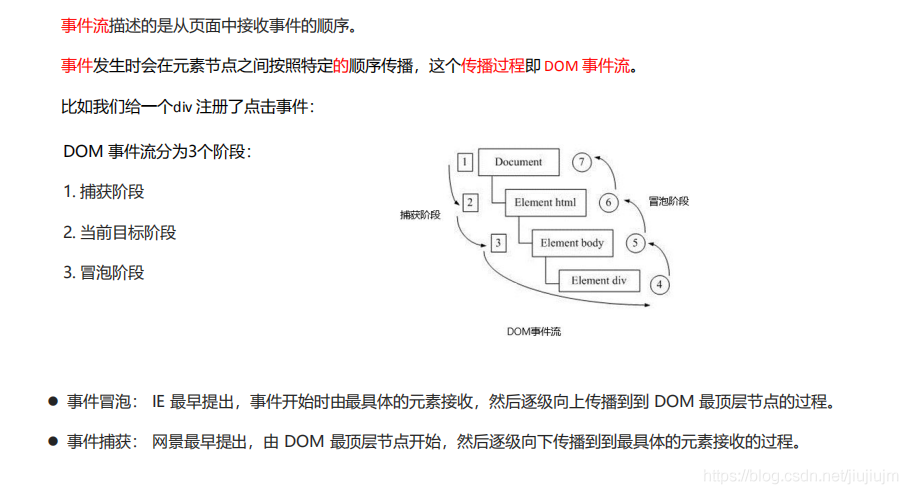 事件流描述的是从页面中接收事件的顺序。
事件发生时会在元素节点之间按照特定的顺序传播，这个传播过程即 DOM 事件流。
比如我们给一个div 注册了点击事：
DOM 事件流分为3个阶段：
1. 捕获阶段
2. 当前目标阶段
3. 冒泡阶段
1 Document 7
2 Element html 6
冒泡阶段
捕获阶段
3 Element body 5
Element div 4
DOM事件流
● 事件冒泡： IE 最早提出，事件开始时由最具体的元素接收，然后逐级向上传播到到 DOM 最顶层节点的过程。
● 事件捕获： 网景最早提出，由 DOM 最顶层节点开始，然后逐级向下传播到到最具体的元素接收的过程。
https://blog.csdn.net/jiujiujm